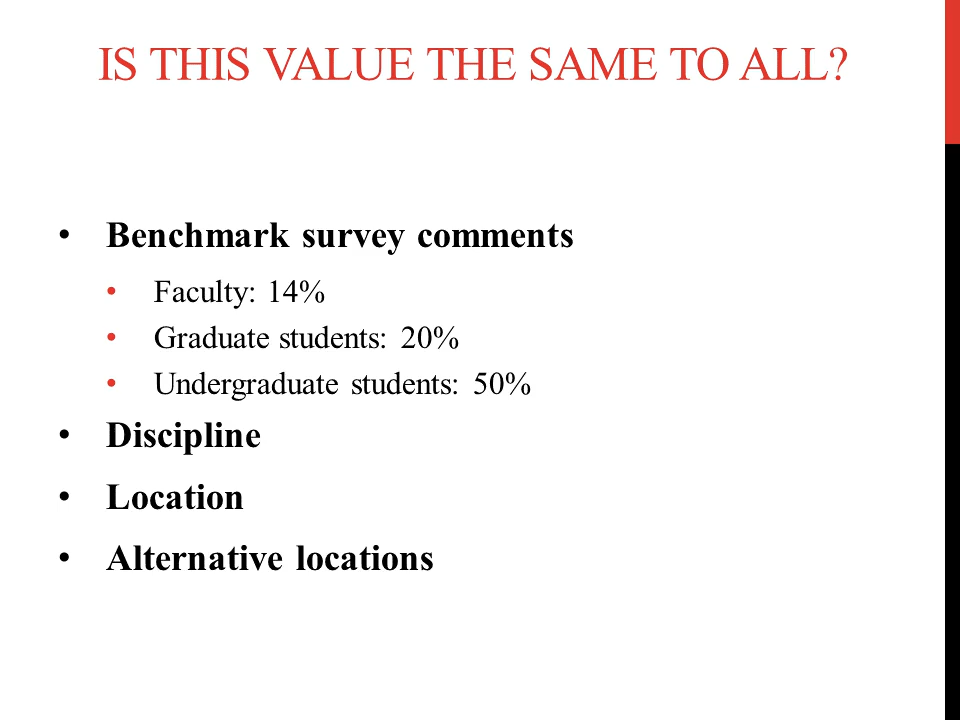 IS THIS VALUE THE SAME TO ALL?
• Benchmark survey comments
• Faculty: 14%
• Graduate students: 20%
• Undergraduate students: 50%
• Discipline
• Location
• Alternative locations